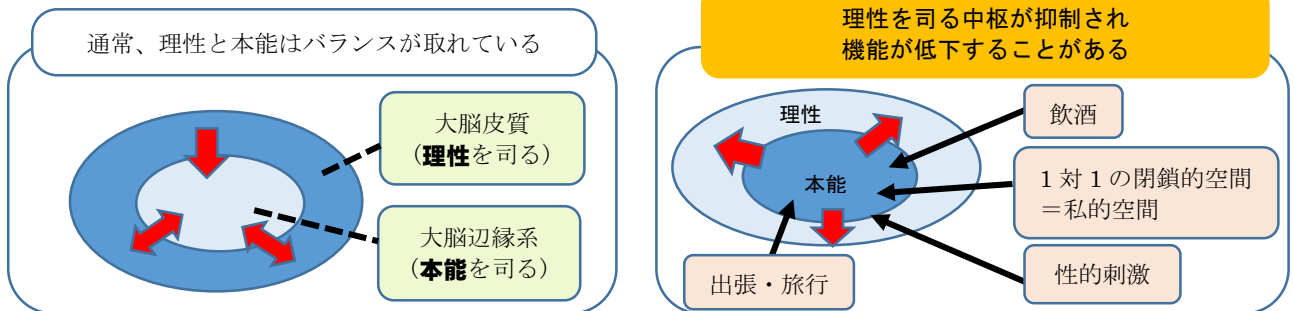 通常、理性と本能はバランスが取れている
大脳皮質
（理性を司る）
大脳辺縁系
（本能を司る）
理性を司る中枢が抑制され
機能が低下することがある
理性
本能
飲酒
1対1の閉鎖的空間
＝私的空間
性的刺激
出張・旅行